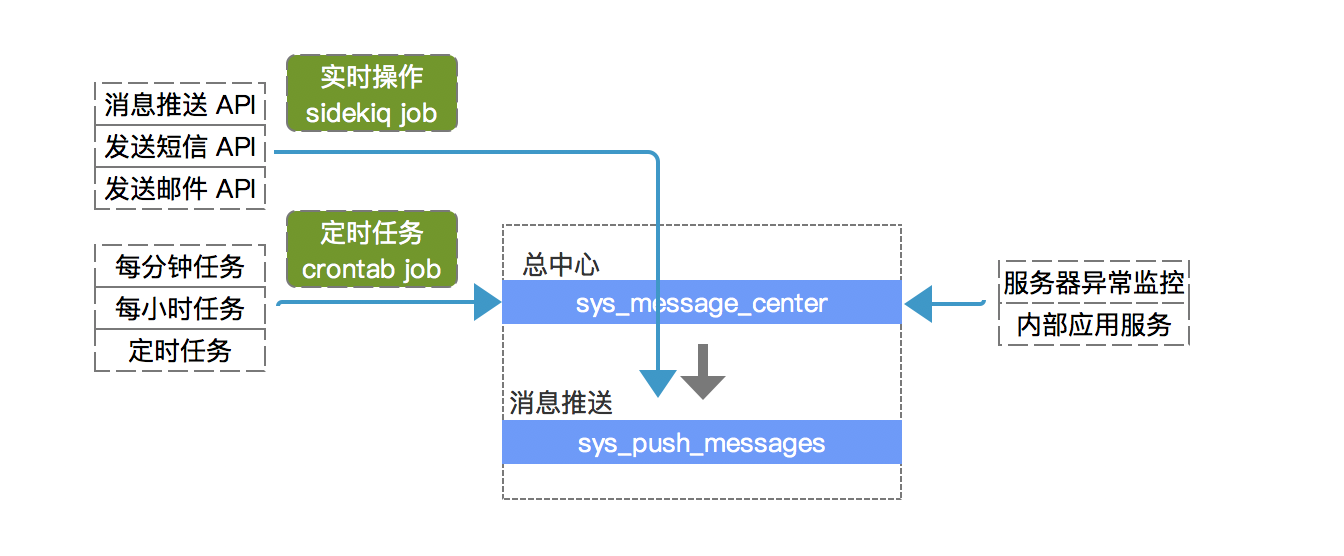 实时操作
sidekiq job
消息推送 API
发送短信 API
发送邮件 API
定时任务
crontab job
每分钟任务
每小时任务
定时任务
总中心
sys_message_center
消息推送
sys_push_messages
服务器异常监控
内部应用服务